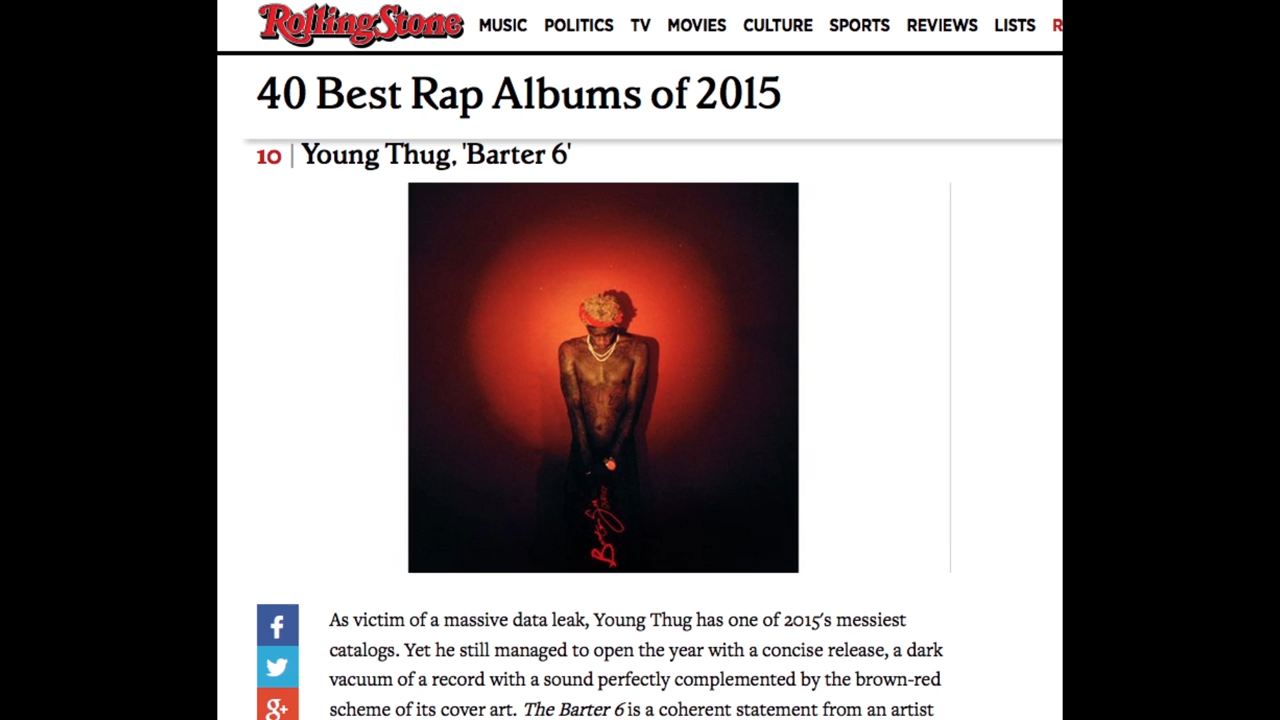 RollingStone MUSIC POLITICS TV MOVIES CULTURE SPORTS REVIEWS LISTS R
40 Best Rap Albums of 2015
10 | Young Thug, 'Barter 6'
Barter 6
As victim of a massive data leak, Young Thug has one of 2015's messiest
catalogs. Yet he still managed to open the year with a concise release, a dark
vacuum of a record with a sound perfectly complemented by the brown-red
scheme of its cover art. The Barter 6 is a coherent statement from an artist
f
g+